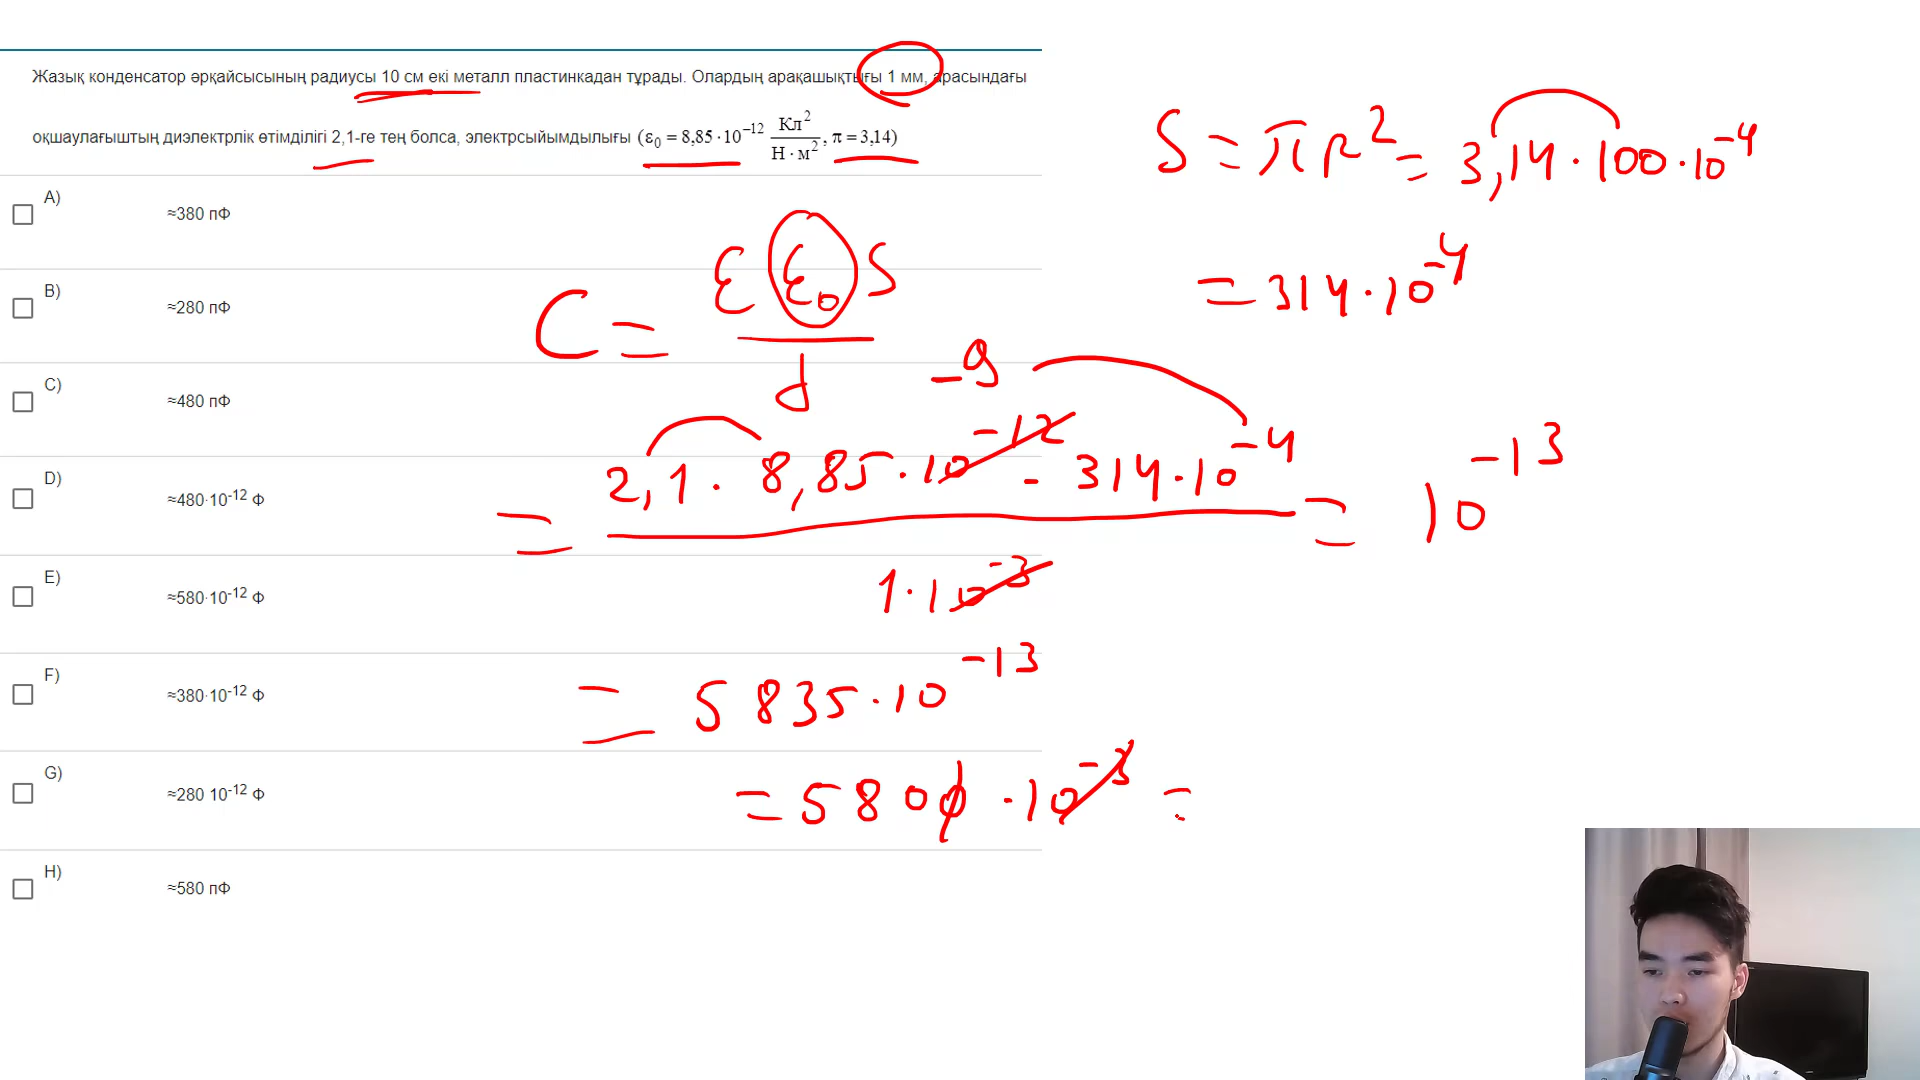 Жазық конденсатор әрқайсысының радиусы 10 см екі металл пластинкадан тұрады. Олардың арақашықтығы 1 мм, арасындағы
оқшаулағыштың диэлектрлік өтімділігі 2,1-ге тең болса, электрсыйымдылығы (ε₀ = 8,85·10⁻¹² Кл²/Н·м², π = 3,14)
A)
≈380 пФ
B)
≈280 пФ
C)
≈480 пФ
D)
≈480·10⁻¹² Ф
E)
≈580·10⁻¹² Ф
F)
≈380·10⁻¹² Ф
G)
≈280 10⁻¹² Ф
H)
≈580 пФ
S = πR² = 3,14·100·10⁻⁴
= 314·10⁻⁴
C = εε₀S
d
-9
= 2,1·8,85·10⁻¹²·314·10⁻⁴ = 10⁻¹³
1·10⁻³
= 5835·10⁻¹³
= 5800·10⁻³ =